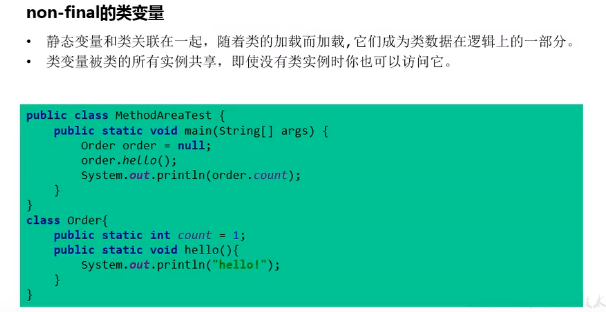 non-final的类变量
• 静态变量和类关联在一起，随着类的加载而加载,它们成为类数据在逻辑上的一部分。
• 类变量被类的所有实例共享，即使没有类实例时你也可以访问它。
public class MethodAreaTest {
    public static void main(String[] args) {
        Order order = null;
        order.hello();
        System.out.println(order.count);
    }
}
class Order{
    public static int count = 1;
    public static void hello(){
        System.out.println("hello!");
    }
}